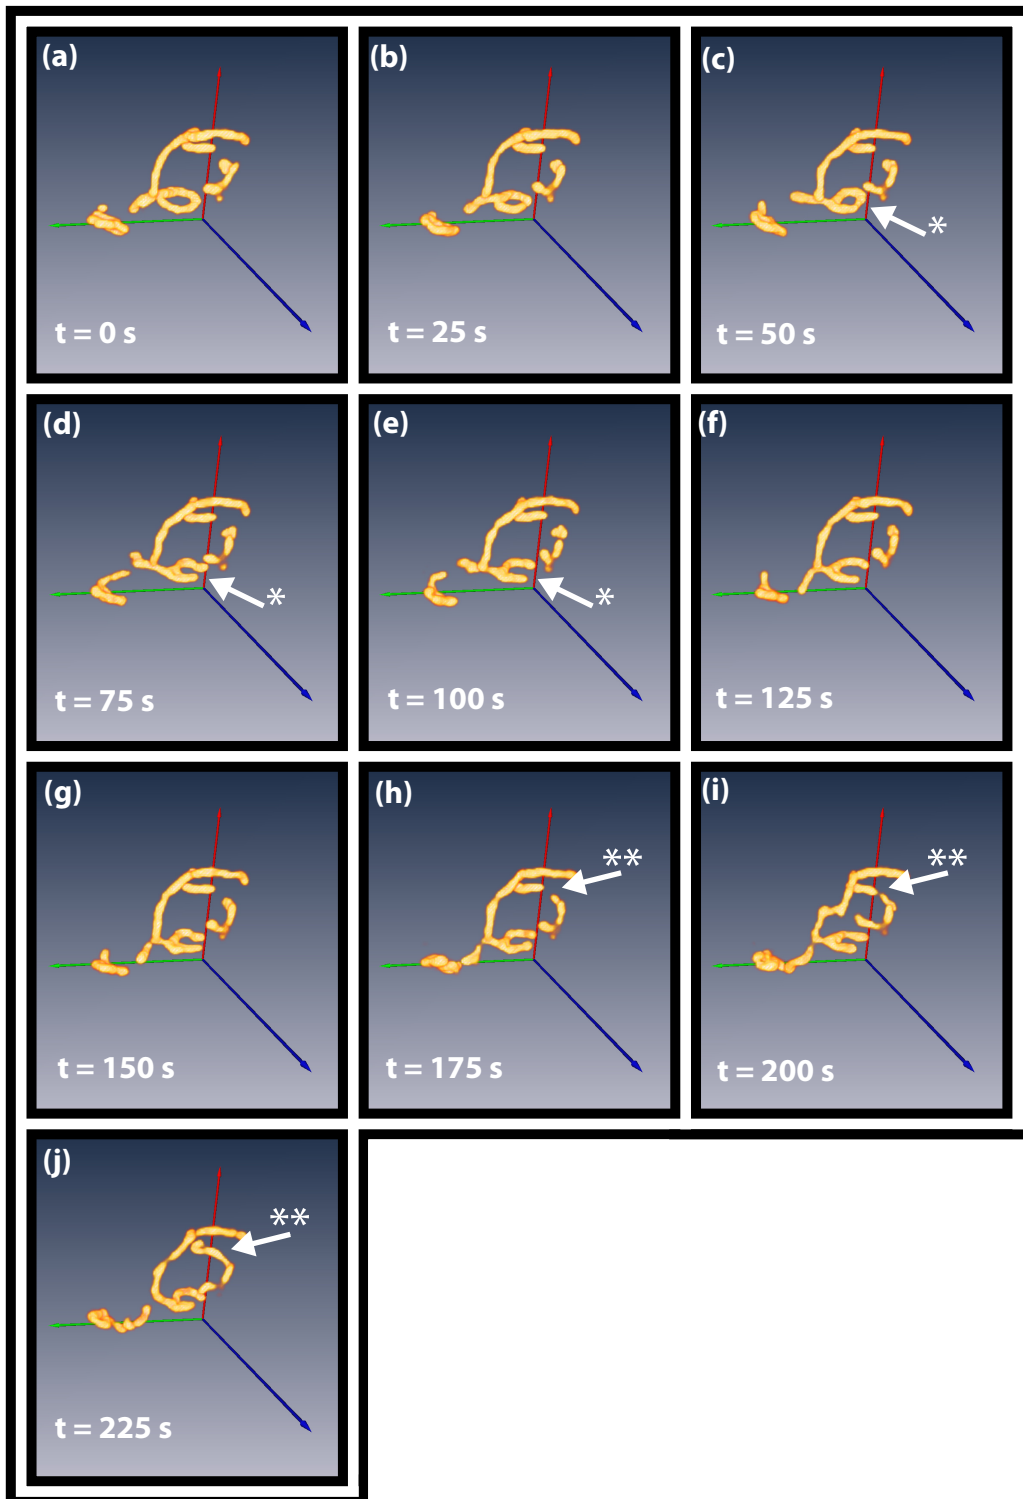 (a)
t = 0 s
(b)
t = 25 s
(c)
*
t = 50 s
(d)
*
t = 75 s
(e)
*
t = 100 s
(f)
t = 125 s
(g)
t = 150 s
(h)
**
t = 175 s
(i)
**
t = 200 s
(j)
**
t = 225 s